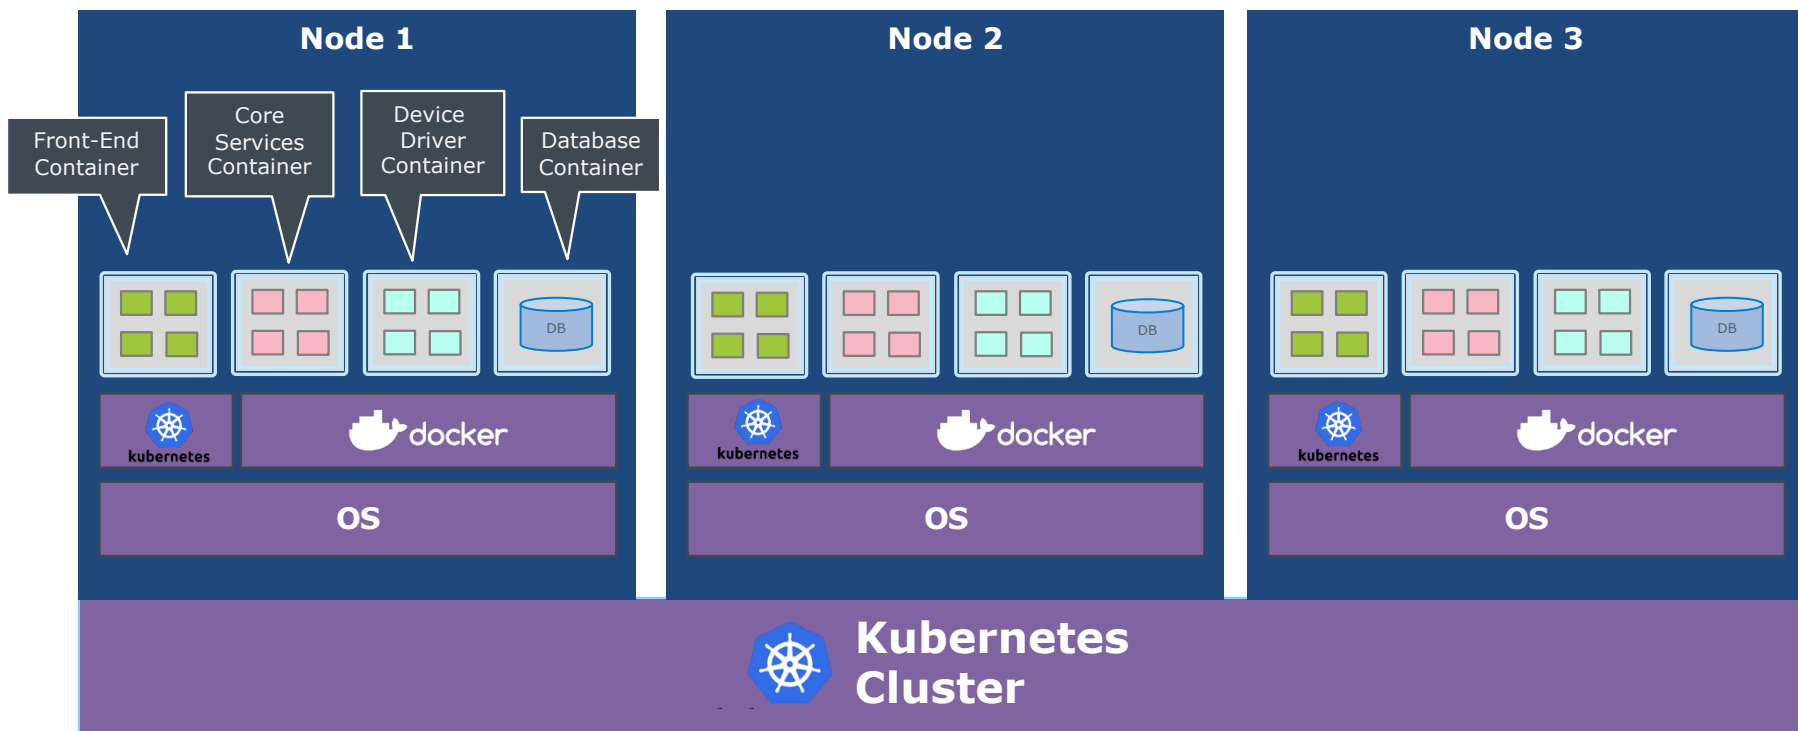 Node 1
Node 2
Node 3
Front-End
Container
Core
Services
Container
Device
Driver
Container
Database
Container
DB
DB
DB
kubernetes
docker
kubernetes
docker
kubernetes
docker
OS
OS
OS
Kubernetes
Cluster